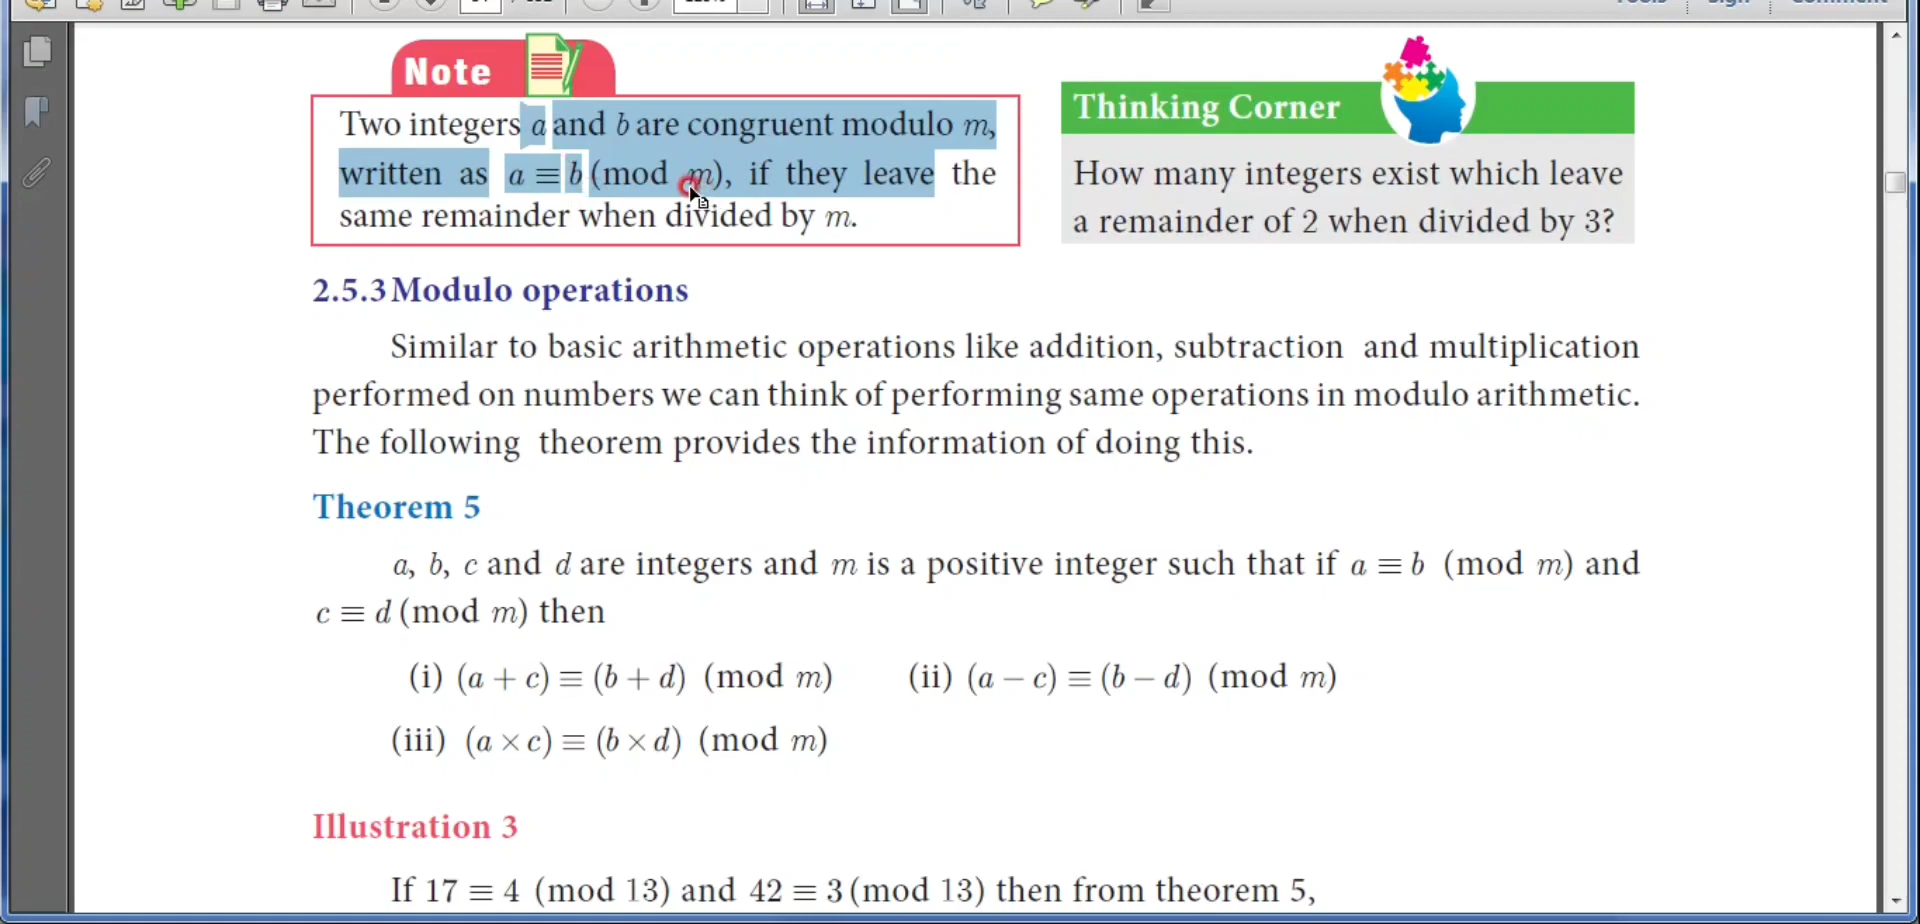 Note
Two integers a and b are congruent modulo m,
written as a ≡ b (mod m), if they leave the
same remainder when divided by m.
Thinking Corner
How many integers exist which leave
a remainder of 2 when divided by 3?
2.5.3 Modulo operations
Similar to basic arithmetic operations like addition, subtraction and multiplication
performed on numbers we can think of performing same operations in modulo arithmetic.
The following theorem provides the information of doing this.
Theorem 5
a, b, c and d are integers and m is a positive integer such that if a ≡ b (mod m) and
c ≡ d (mod m) then
(i) (a + c) ≡ (b + d) (mod m) (ii) (a − c) ≡ (b − d) (mod m)
(iii) (a × c) ≡ (b × d) (mod m)
Illustration 3
If 17 ≡ 4 (mod 13) and 42 ≡ 3 (mod 13) then from theorem 5,